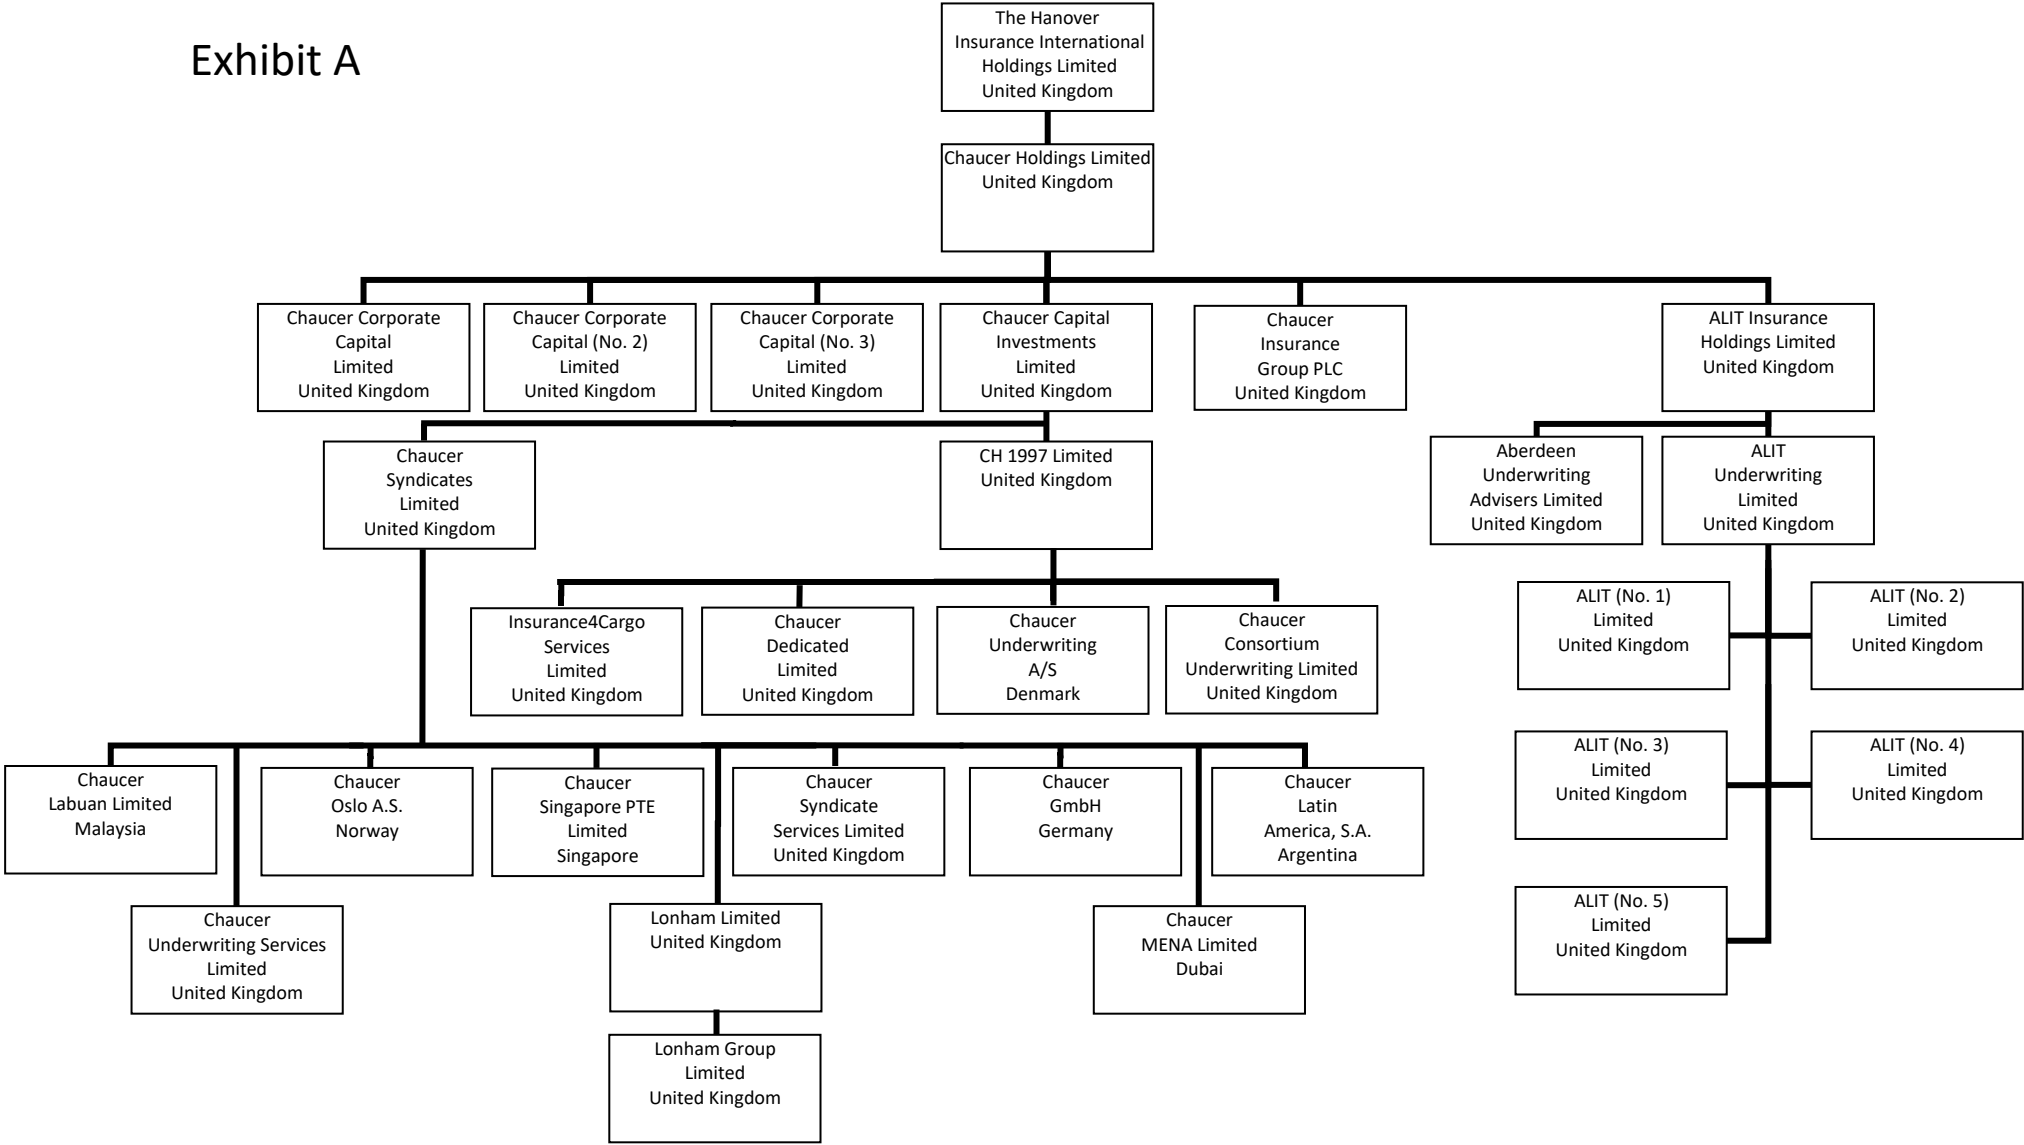 Exhibit A
The Hanover
Insurance International
Holdings Limited
United Kingdom
Chaucer Holdings Limited
United Kingdom
Chaucer Corporate
Capital
Limited
United Kingdom
Chaucer Corporate
Capital (No. 2)
Limited
United Kingdom
Chaucer Corporate
Capital (No. 3)
Limited
United Kingdom
Chaucer Capital
Investments
Limited
United Kingdom
Chaucer
Insurance
Group PLC
United Kingdom
ALIT Insurance
Holdings Limited
United Kingdom
Chaucer
Syndicates
Limited
United Kingdom
CH 1997 Limited
United Kingdom
Aberdeen
Underwriting
Advisers Limited
United Kingdom
ALIT
Underwriting
Limited
United Kingdom
Insurance4Cargo
Services
Limited
United Kingdom
Chaucer
Dedicated
Limited
United Kingdom
Chaucer
Underwriting
A/S
Denmark
Chaucer
Consortium
Underwriting Limited
United Kingdom
ALIT (No. 1)
Limited
United Kingdom
ALIT (No. 2)
Limited
United Kingdom
ALIT (No. 3)
Limited
United Kingdom
ALIT (No. 4)
Limited
United Kingdom
Chaucer
Labuan Limited
Malaysia
Chaucer
Oslo A.S.
Norway
Chaucer
Singapore PTE
Limited
Singapore
Chaucer
Syndicate
Services Limited
United Kingdom
Chaucer
GmbH
Germany
Chaucer
Latin
America, S.A.
Argentina
ALIT (No. 5)
Limited
United Kingdom
Chaucer
Underwriting Services
Limited
United Kingdom
Lonham Limited
United Kingdom
Chaucer
MENA Limited
Dubai
Lonham Group
Limited
United Kingdom